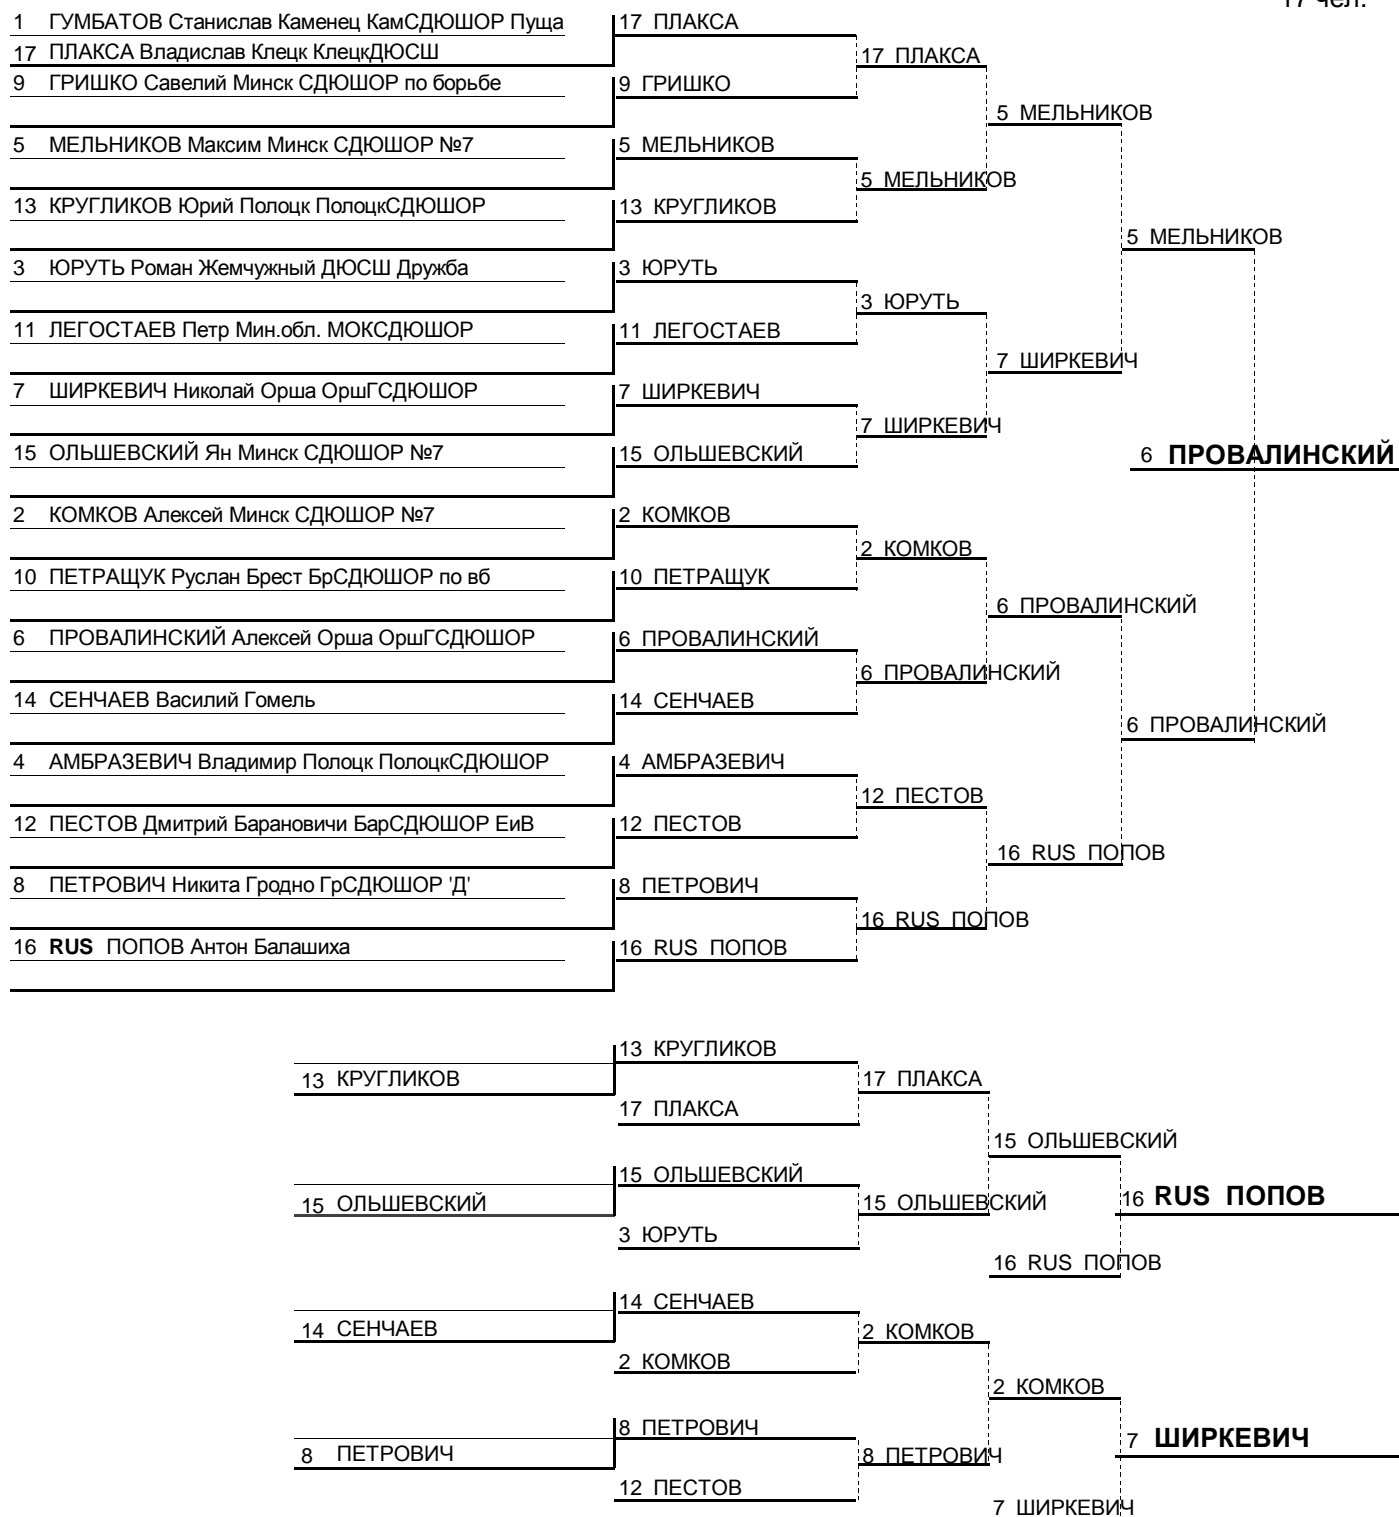 17 чел.
1 ГУМБАТОВ Станислав Каменец КамСДЮШОР Пуща
17 ПЛАКСА
17 ПЛАКСА Владислав Клецк КлецкДЮСШ
17 ПЛАКСА
9 ГРИШКО Савелий Минск СДЮШОР по борьбе
9 ГРИШКО
5 МЕЛЬНИКОВ
5 МЕЛЬНИКОВ Максим Минск СДЮШОР №7
5 МЕЛЬНИКОВ
5 МЕЛЬНИКОВ
13 КРУГЛИКОВ Юрий Полоцк ПолоцкСДЮШОР
13 КРУГЛИКОВ
5 МЕЛЬНИКОВ
3 ЮРУТЬ Роман Жемчужный ДЮСШ Дружба
3 ЮРУТЬ
3 ЮРУТЬ
11 ЛЕГОСТАЕВ Петр Мин.обл. МОКСДЮШОР
11 ЛЕГОСТАЕВ
7 ШИРКЕВИЧ
7 ШИРКЕВИЧ Николай Орша ОршГСДЮШОР
7 ШИРКЕВИЧ
7 ШИРКЕВИЧ
15 ОЛЬШЕВСКИЙ Ян Минск СДЮШОР №7
15 ОЛЬШЕВСКИЙ
6 ПРОВАЛИНСКИЙ
2 КОМКОВ Алексей Минск СДЮШОР №7
2 КОМКОВ
2 КОМКОВ
10 ПЕТРАЩУК Руслан Брест БрСДЮШОР по вб
10 ПЕТРАЩУК
6 ПРОВАЛИНСКИЙ
6 ПРОВАЛИНСКИЙ Алексей Орша ОршГСДЮШОР
6 ПРОВАЛИНСКИЙ
6 ПРОВАЛИНСКИЙ
14 СЕНЧАЕВ Василий Гомель
14 СЕНЧАЕВ
6 ПРОВАЛИНСКИЙ
4 АМБРАЗЕВИЧ Владимир Полоцк ПолоцкСДЮШОР
4 АМБРАЗЕВИЧ
12 ПЕСТОВ
12 ПЕСТОВ Дмитрий Барановичи БарСДЮШОР ЕиВ
12 ПЕСТОВ
16 RUS ПОПОВ
8 ПЕТРОВИЧ Никита Гродно ГрСДЮШОР 'Д'
8 ПЕТРОВИЧ
16 RUS ПОПОВ
16 RUS ПОПОВ Антон Балашиха
16 RUS ПОПОВ
13 КРУГЛИКОВ
13 КРУГЛИКОВ
17 ПЛАКСА
17 ПЛАКСА
15 ОЛЬШЕВСКИЙ
15 ОЛЬШЕВСКИЙ
15 ОЛЬШЕВСКИЙ
15 ОЛЬШЕВСКИЙ
16 RUS ПОПОВ
3 ЮРУТЬ
16 RUS ПОПОВ
14 СЕНЧАЕВ
14 СЕНЧАЕВ
2 КОМКОВ
2 КОМКОВ
2 КОМКОВ
8 ПЕТРОВИЧ
7 ШИРКЕВИЧ
8 ПЕТРОВИЧ
8 ПЕТРОВИЧ
12 ПЕСТОВ
7 ШИРКЕВИЧ